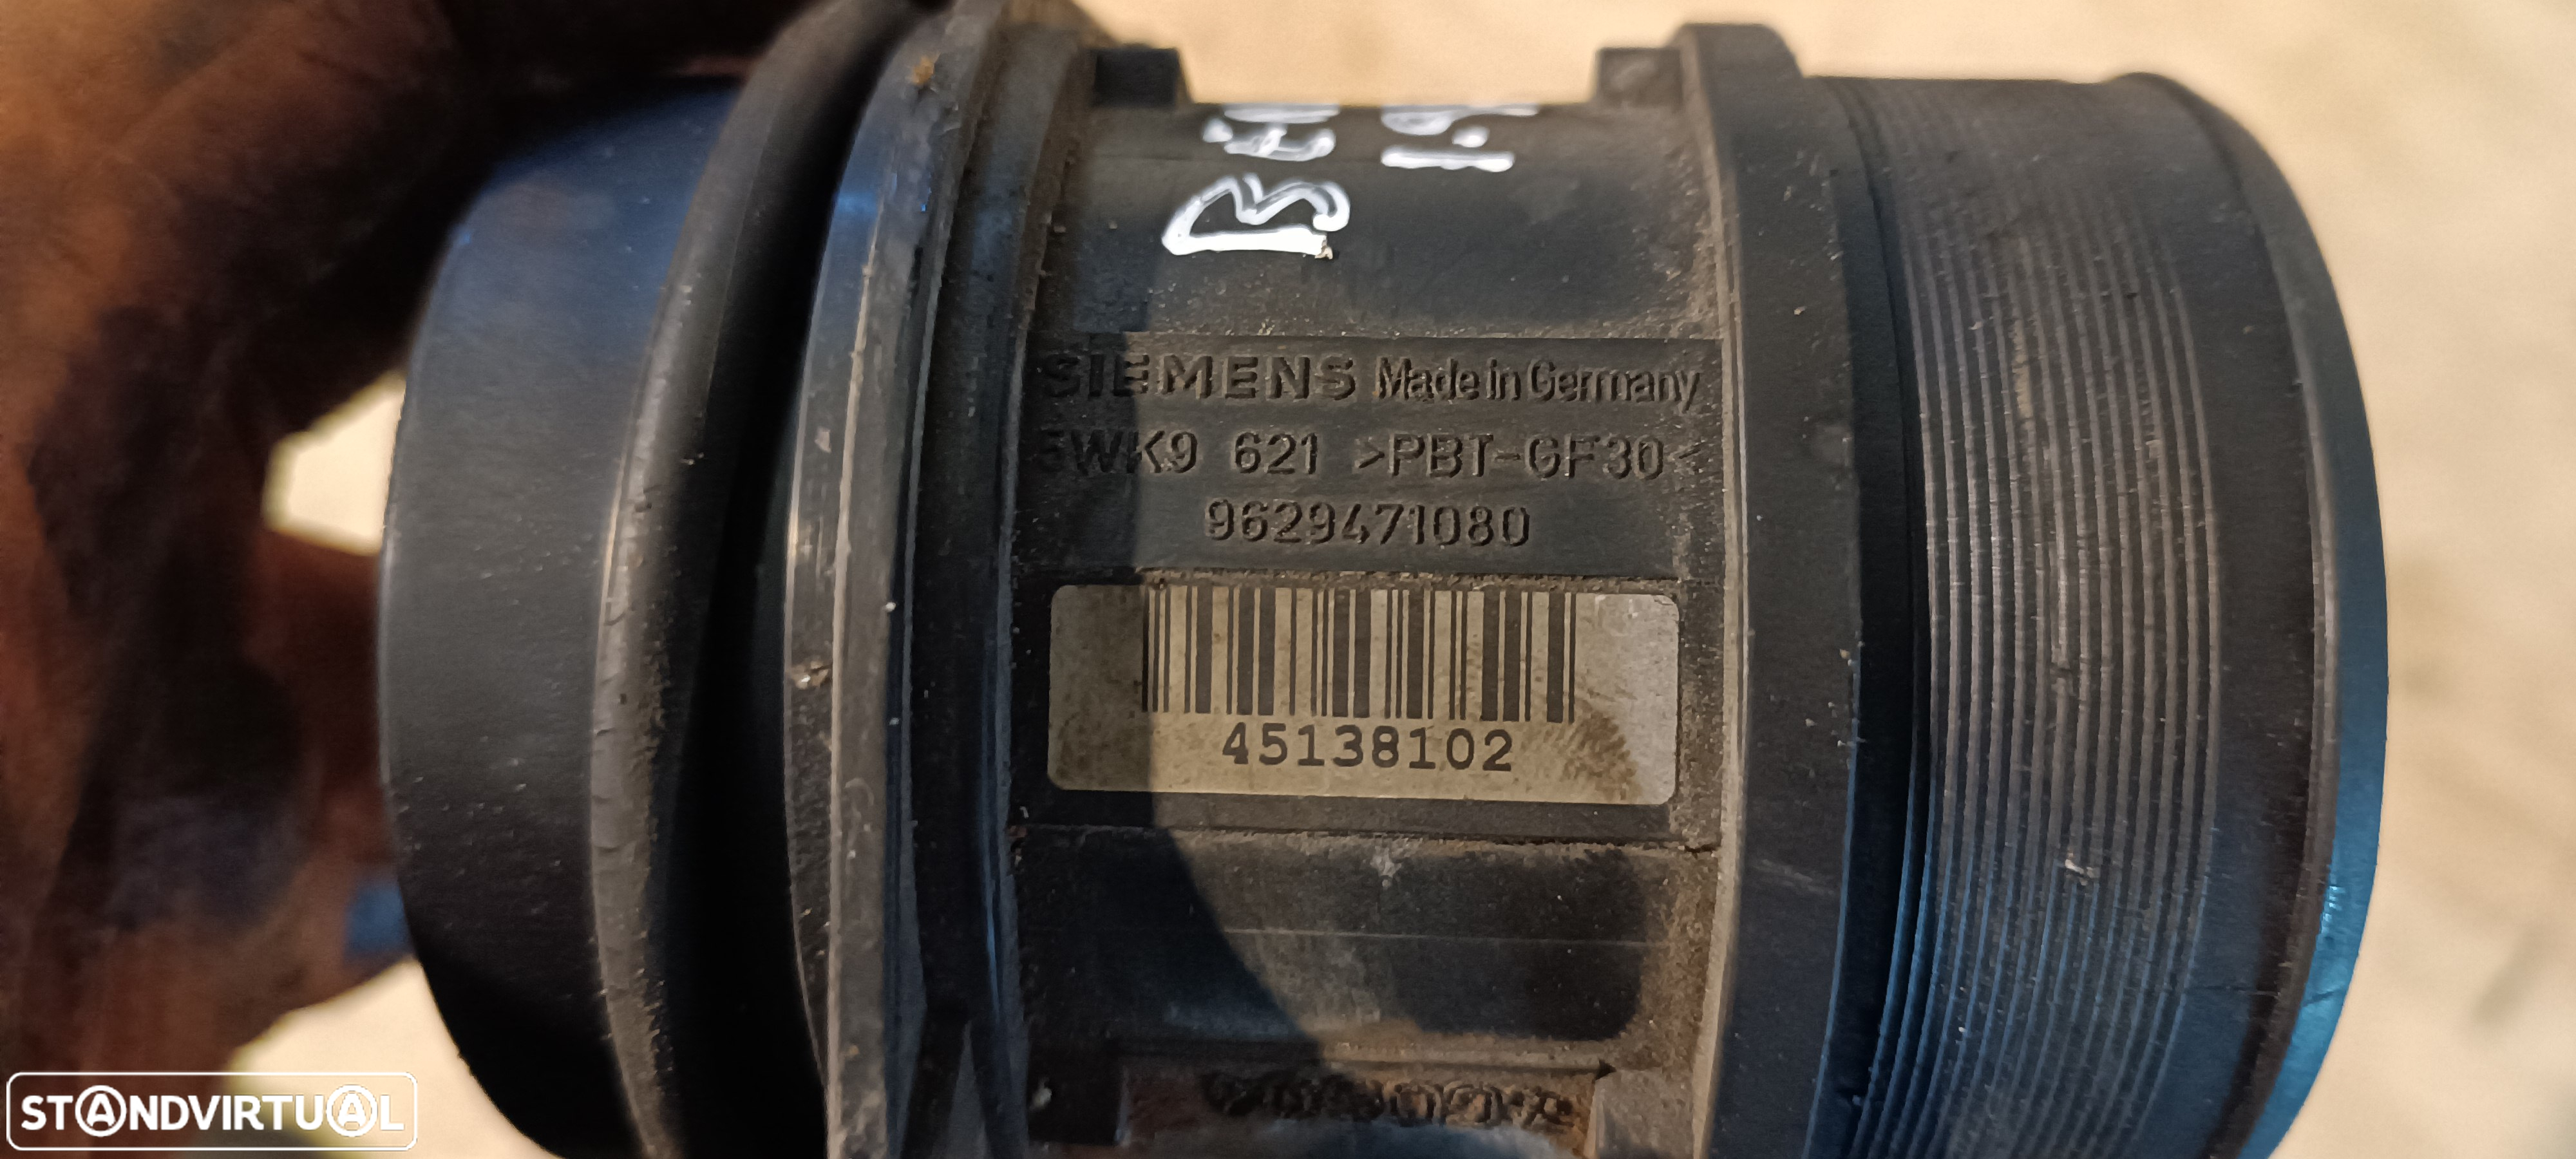 SIEMENS Made in Germany
5WK9 621 >PBT-GF30<
9629471080
45138102
STANDVIRTUAL